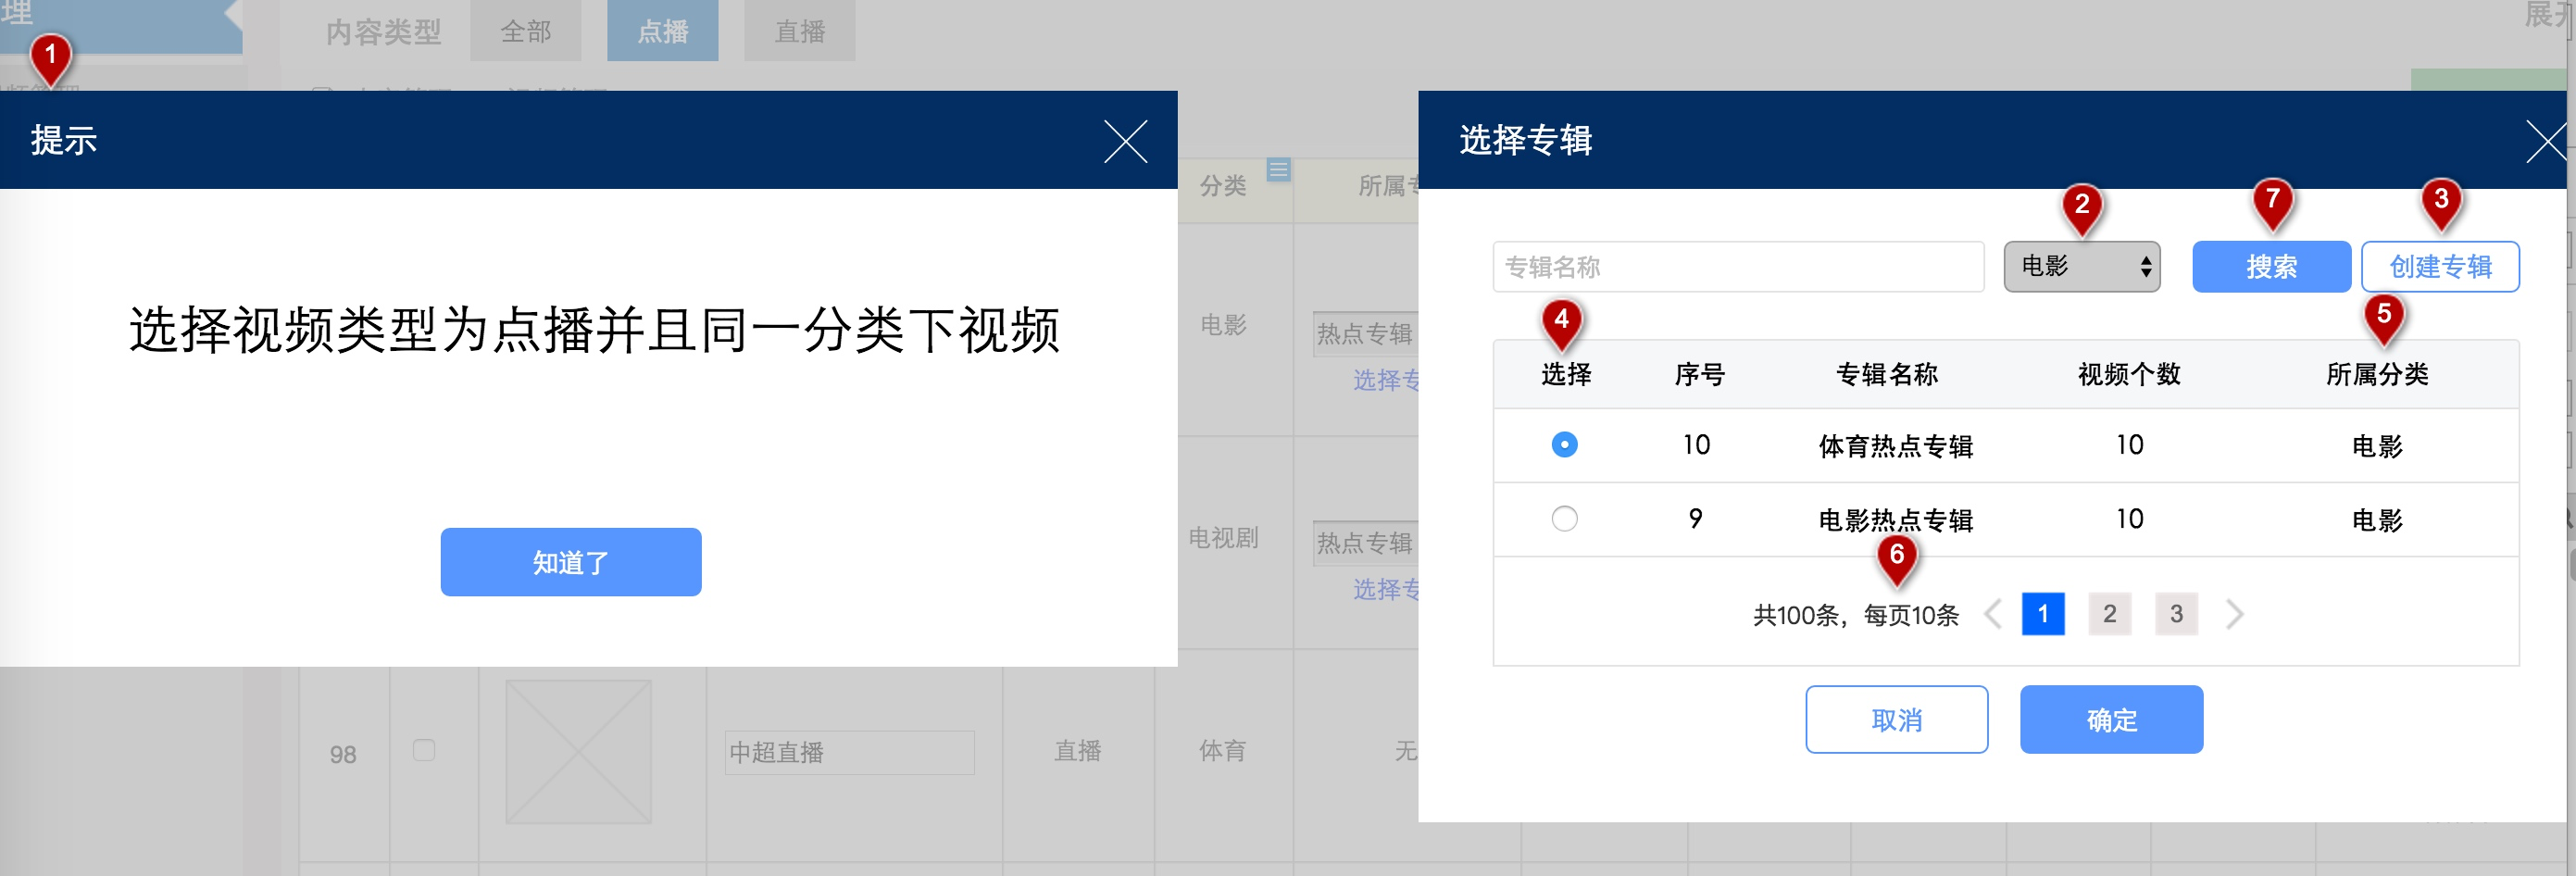 理
内容类型 全部 点播 直播
1
提示
分类
所属专
电影
热点专辑
选择专
选择视频类型为点播并且同一分类下视频
知道了
电视剧
热点专辑
选择专
98
中超直播
直播
体育
无
选择专辑
2
7
3
专辑名称 电影 搜索 创建专辑
4
5
选择 序号 专辑名称 视频个数 所属分类
10 体育热点专辑 10 电影
9 电影热点专辑 10 电影
6
共100条，每页10条 1 2 3
取消 确定